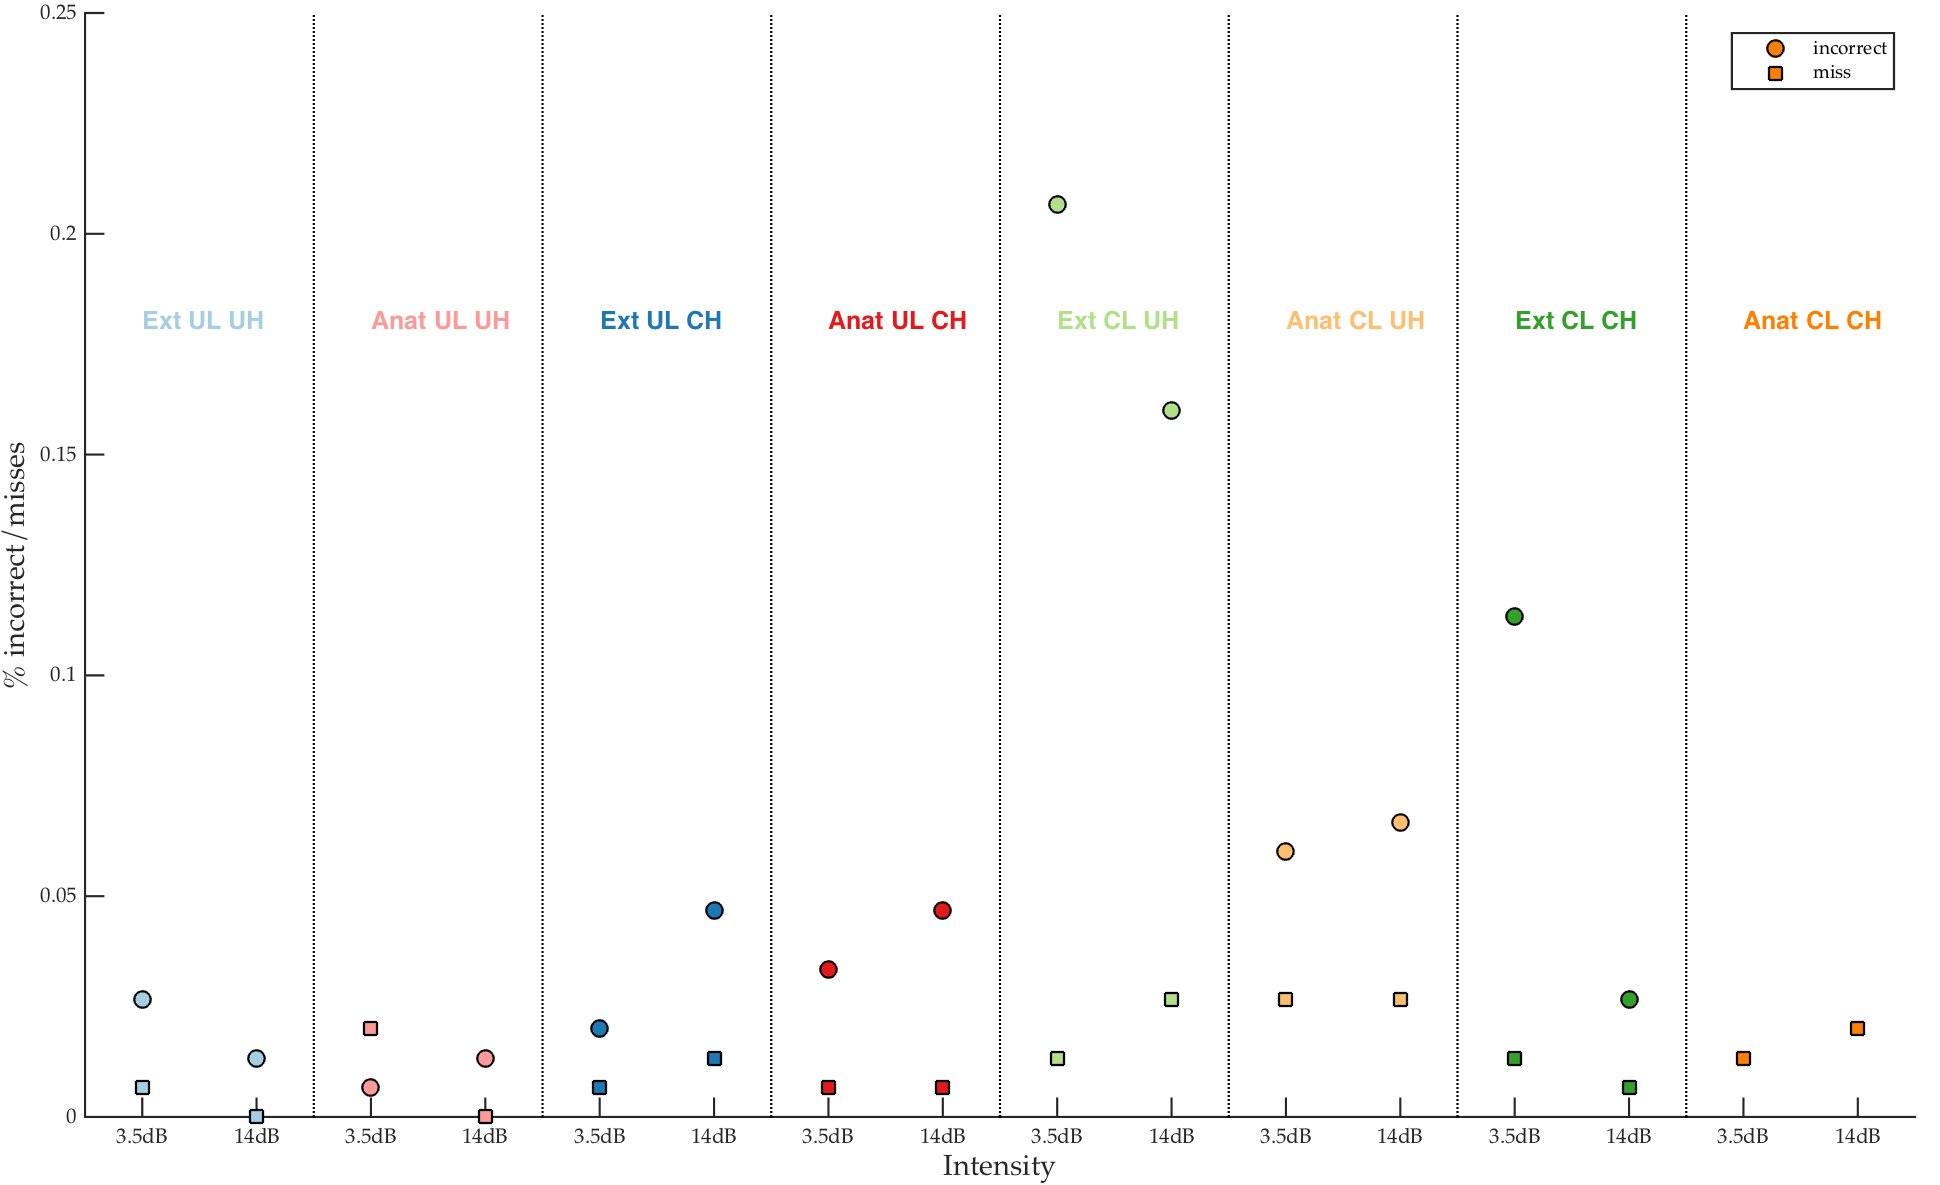 0.25
incorrect
miss
0.2
Ext UL UH
Anat UL UH
Ext UL CH
Anat UL CH
Ext CL UH
Anat CL UH
Ext CL CH
Anat CL CH
0.15
% incorrect/misses
0.1
0.05
0
3.5dB 14dB 3.5dB 14dB 3.5dB 14dB 3.5dB 14dB 3.5dB 14dB 3.5dB 14dB 3.5dB 14dB 3.5dB 14dB
Intensity